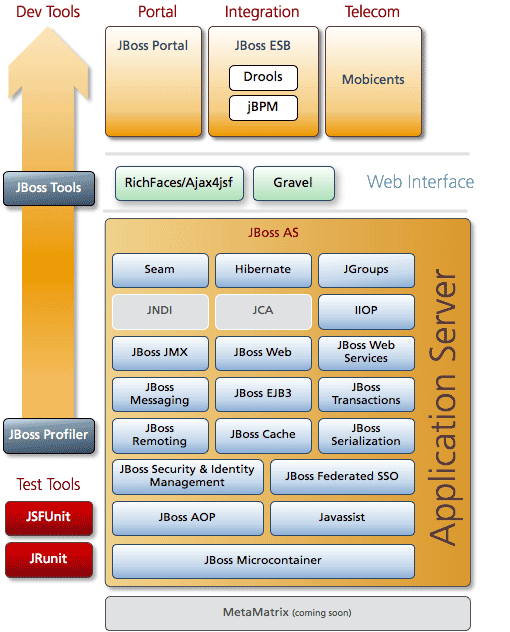 Dev Tools
Portal
Integration
Telecom
JBoss Portal
JBoss ESB
Drools
jBPM
Mobicents
JBoss Tools
RichFaces/Ajax4jsf
Gravel
Web Interface
JBoss AS
Seam
Hibernate
JGroups
JNDI
JCA
IIOP
JBoss JMX
JBoss Web
JBoss Web
Services
JBoss
Messaging
JBoss EJB3
JBoss
Transactions
JBoss Profiler
JBoss
Remoting
JBoss Cache
JBoss
Serialization
JBoss Security & Identity
Management
JBoss Federated SSO
JBoss AOP
Javassist
JBoss Microcontainer
Application Server
Test Tools
JSFUnit
JRunit
MetaMatrix (coming soon)